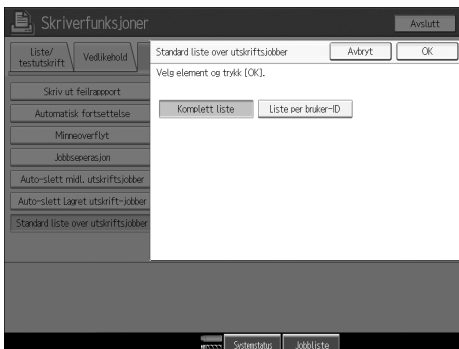 Skriverfunksjoner
Avslutt
Liste/
testutskrift
Vedlikehold
Skriv ut feilrapport
Automatisk fortsettelse
Minneoverflyt
Jobbseperasjon
Auto-slett midl. utskriftsjobber
Auto-slett Lagret utskrift-jobber
Standard liste over utskriftsjobber
Standard liste over utskriftsjobber
Avbryt
OK
Velg element og trykk [OK].
Komplett liste
Liste per bruker-ID
Systemstatus
Jobbliste